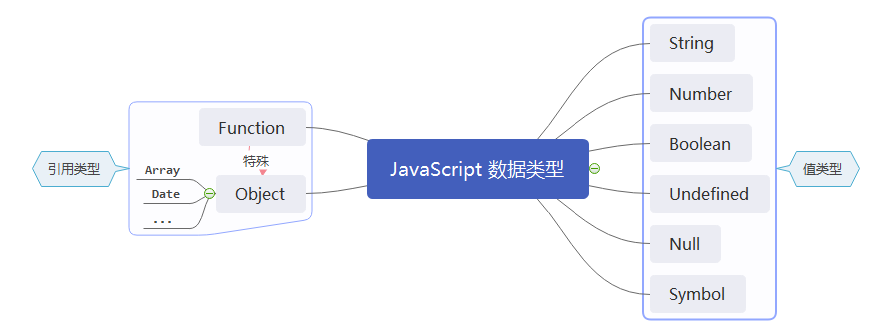 引用类型
Function
特殊
Object
Array
Date
...
JavaScript 数据类型
String
Number
Boolean
Undefined
Null
Symbol
值类型